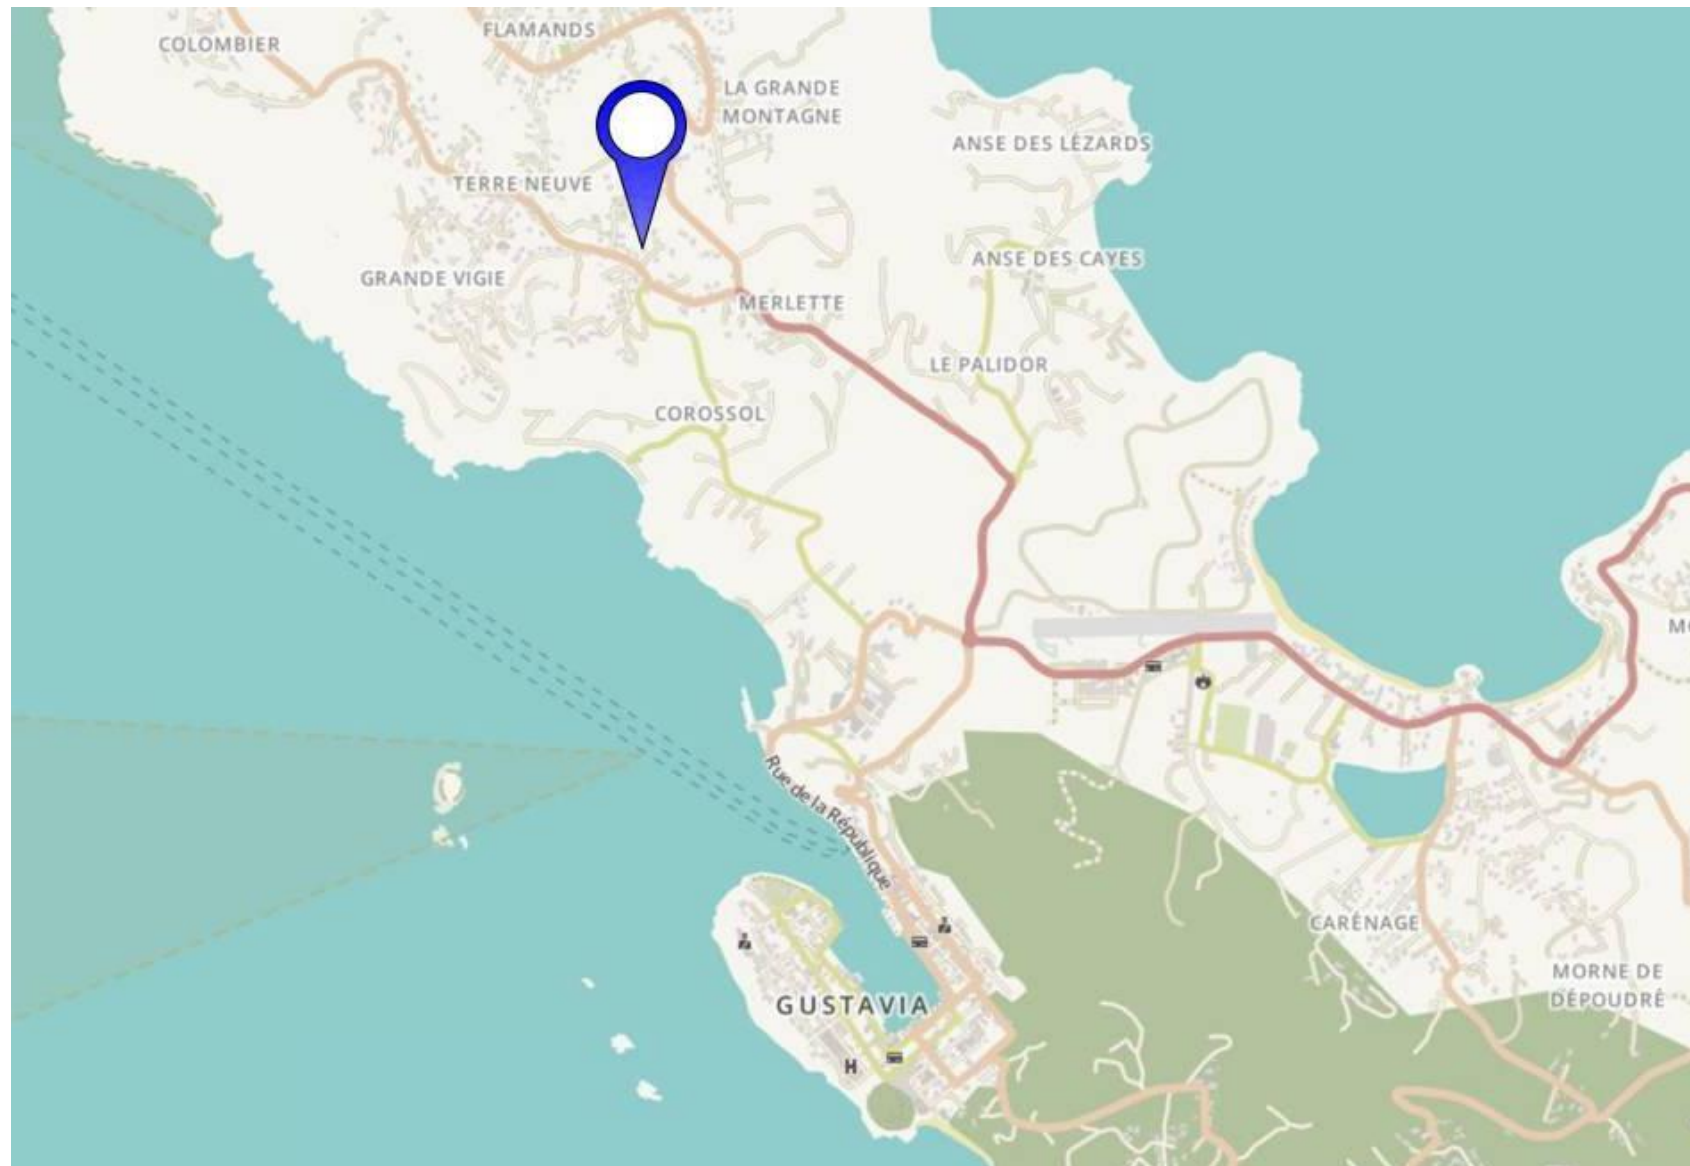 COLOMBIER
FLAMANDS
LA GRANDE
MONTAGNE
ANSE DES LÉZARDS
TERRE NEUVE
ANSE DES CAYES
GRANDE VIGIE
MERLETTE
LE PALIDOR
COROSSOL
Rue de la République
CARÉNAGE
MORNE DE
DÉPOUDRÉ
GUSTAVIA
H